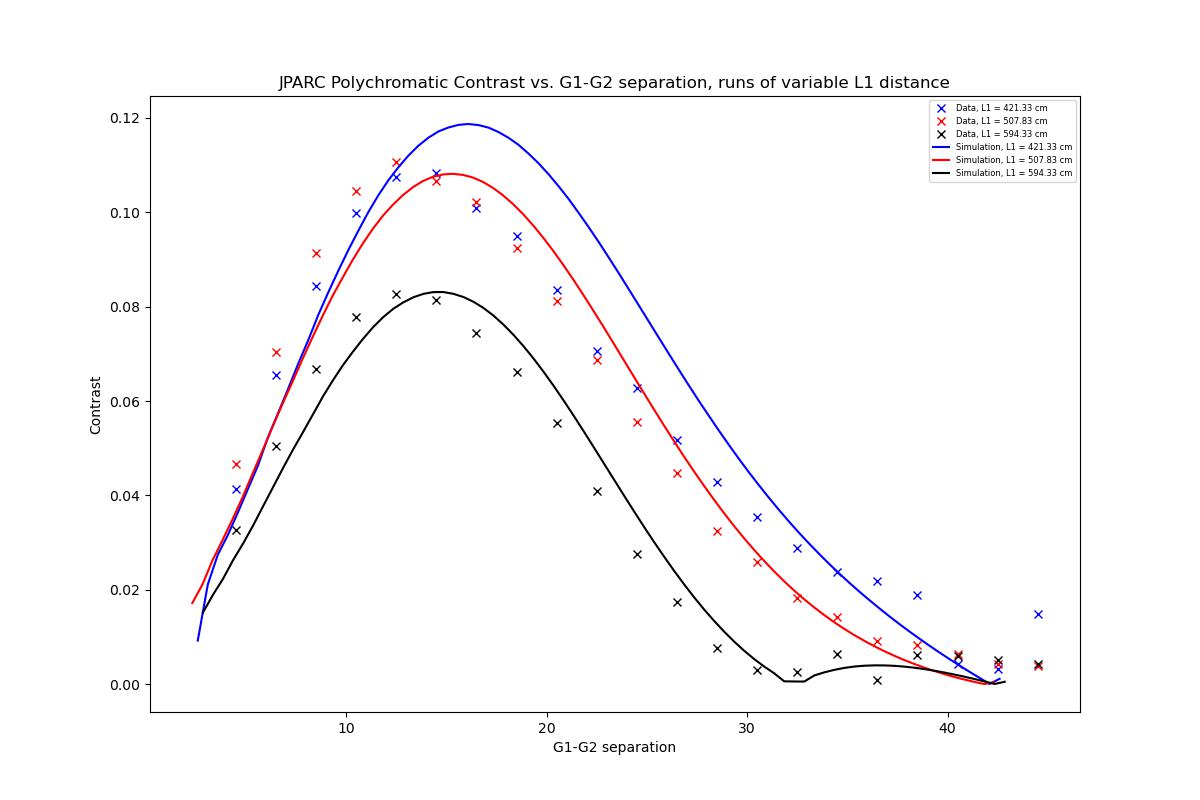 JPARC Polychromatic Contrast vs. G1-G2 separation, runs of variable L1 distance
Data, L1 = 421.33 cm
Data, L1 = 507.83 cm
Data, L1 = 594.33 cm
Simulation, L1 = 421.33 cm
Simulation, L1 = 507.83 cm
Simulation, L1 = 594.33 cm
0.12
0.10
0.08
0.06
0.04
0.02
0.00
Contrast
10 20 30 40
G1-G2 separation